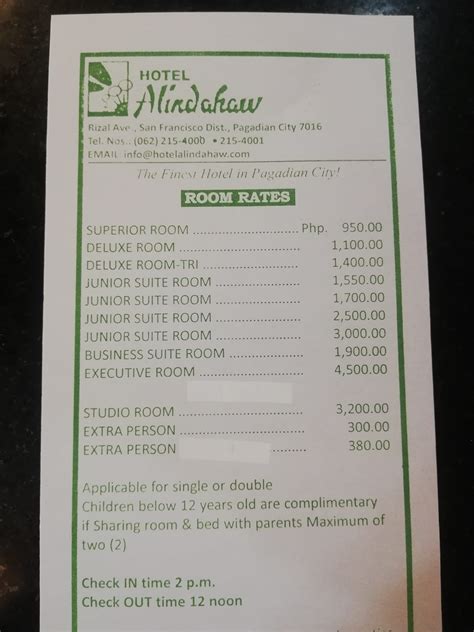 HOTEL
Alindahaw
Rizal Ave., San Francisco Dist., Pagadian City 7016
Tel. Nos.: (062) 215-4000 • 215-4001
EMAIL info@hotelalindahaw.com
The Finest Hotel in Pagadian City!
ROOM RATES
SUPERIOR ROOM ........................... Php. 950.00
DELUXE ROOM ............................. 1,100.00
DELUXE ROOM-TRI ......................... 1,400.00
JUNIOR SUITE ROOM ....................... 1,550.00
JUNIOR SUITE ROOM ....................... 1,700.00
JUNIOR SUITE ROOM ....................... 2,500.00
JUNIOR SUITE ROOM ....................... 3,000.00
BUSINESS SUITE ROOM ..................... 1,900.00
EXECUTIVE ROOM .......................... 4,500.00
STUDIO ROOM ............................. 3,200.00
EXTRA PERSON ............................ 300.00
EXTRA PERSON 380.00
Applicable for single or double
Children below 12 years old are complimentary
if Sharing room & bed with parents Maximum of
two (2)
Check IN time 2 p.m.
Check OUT time 12 noon